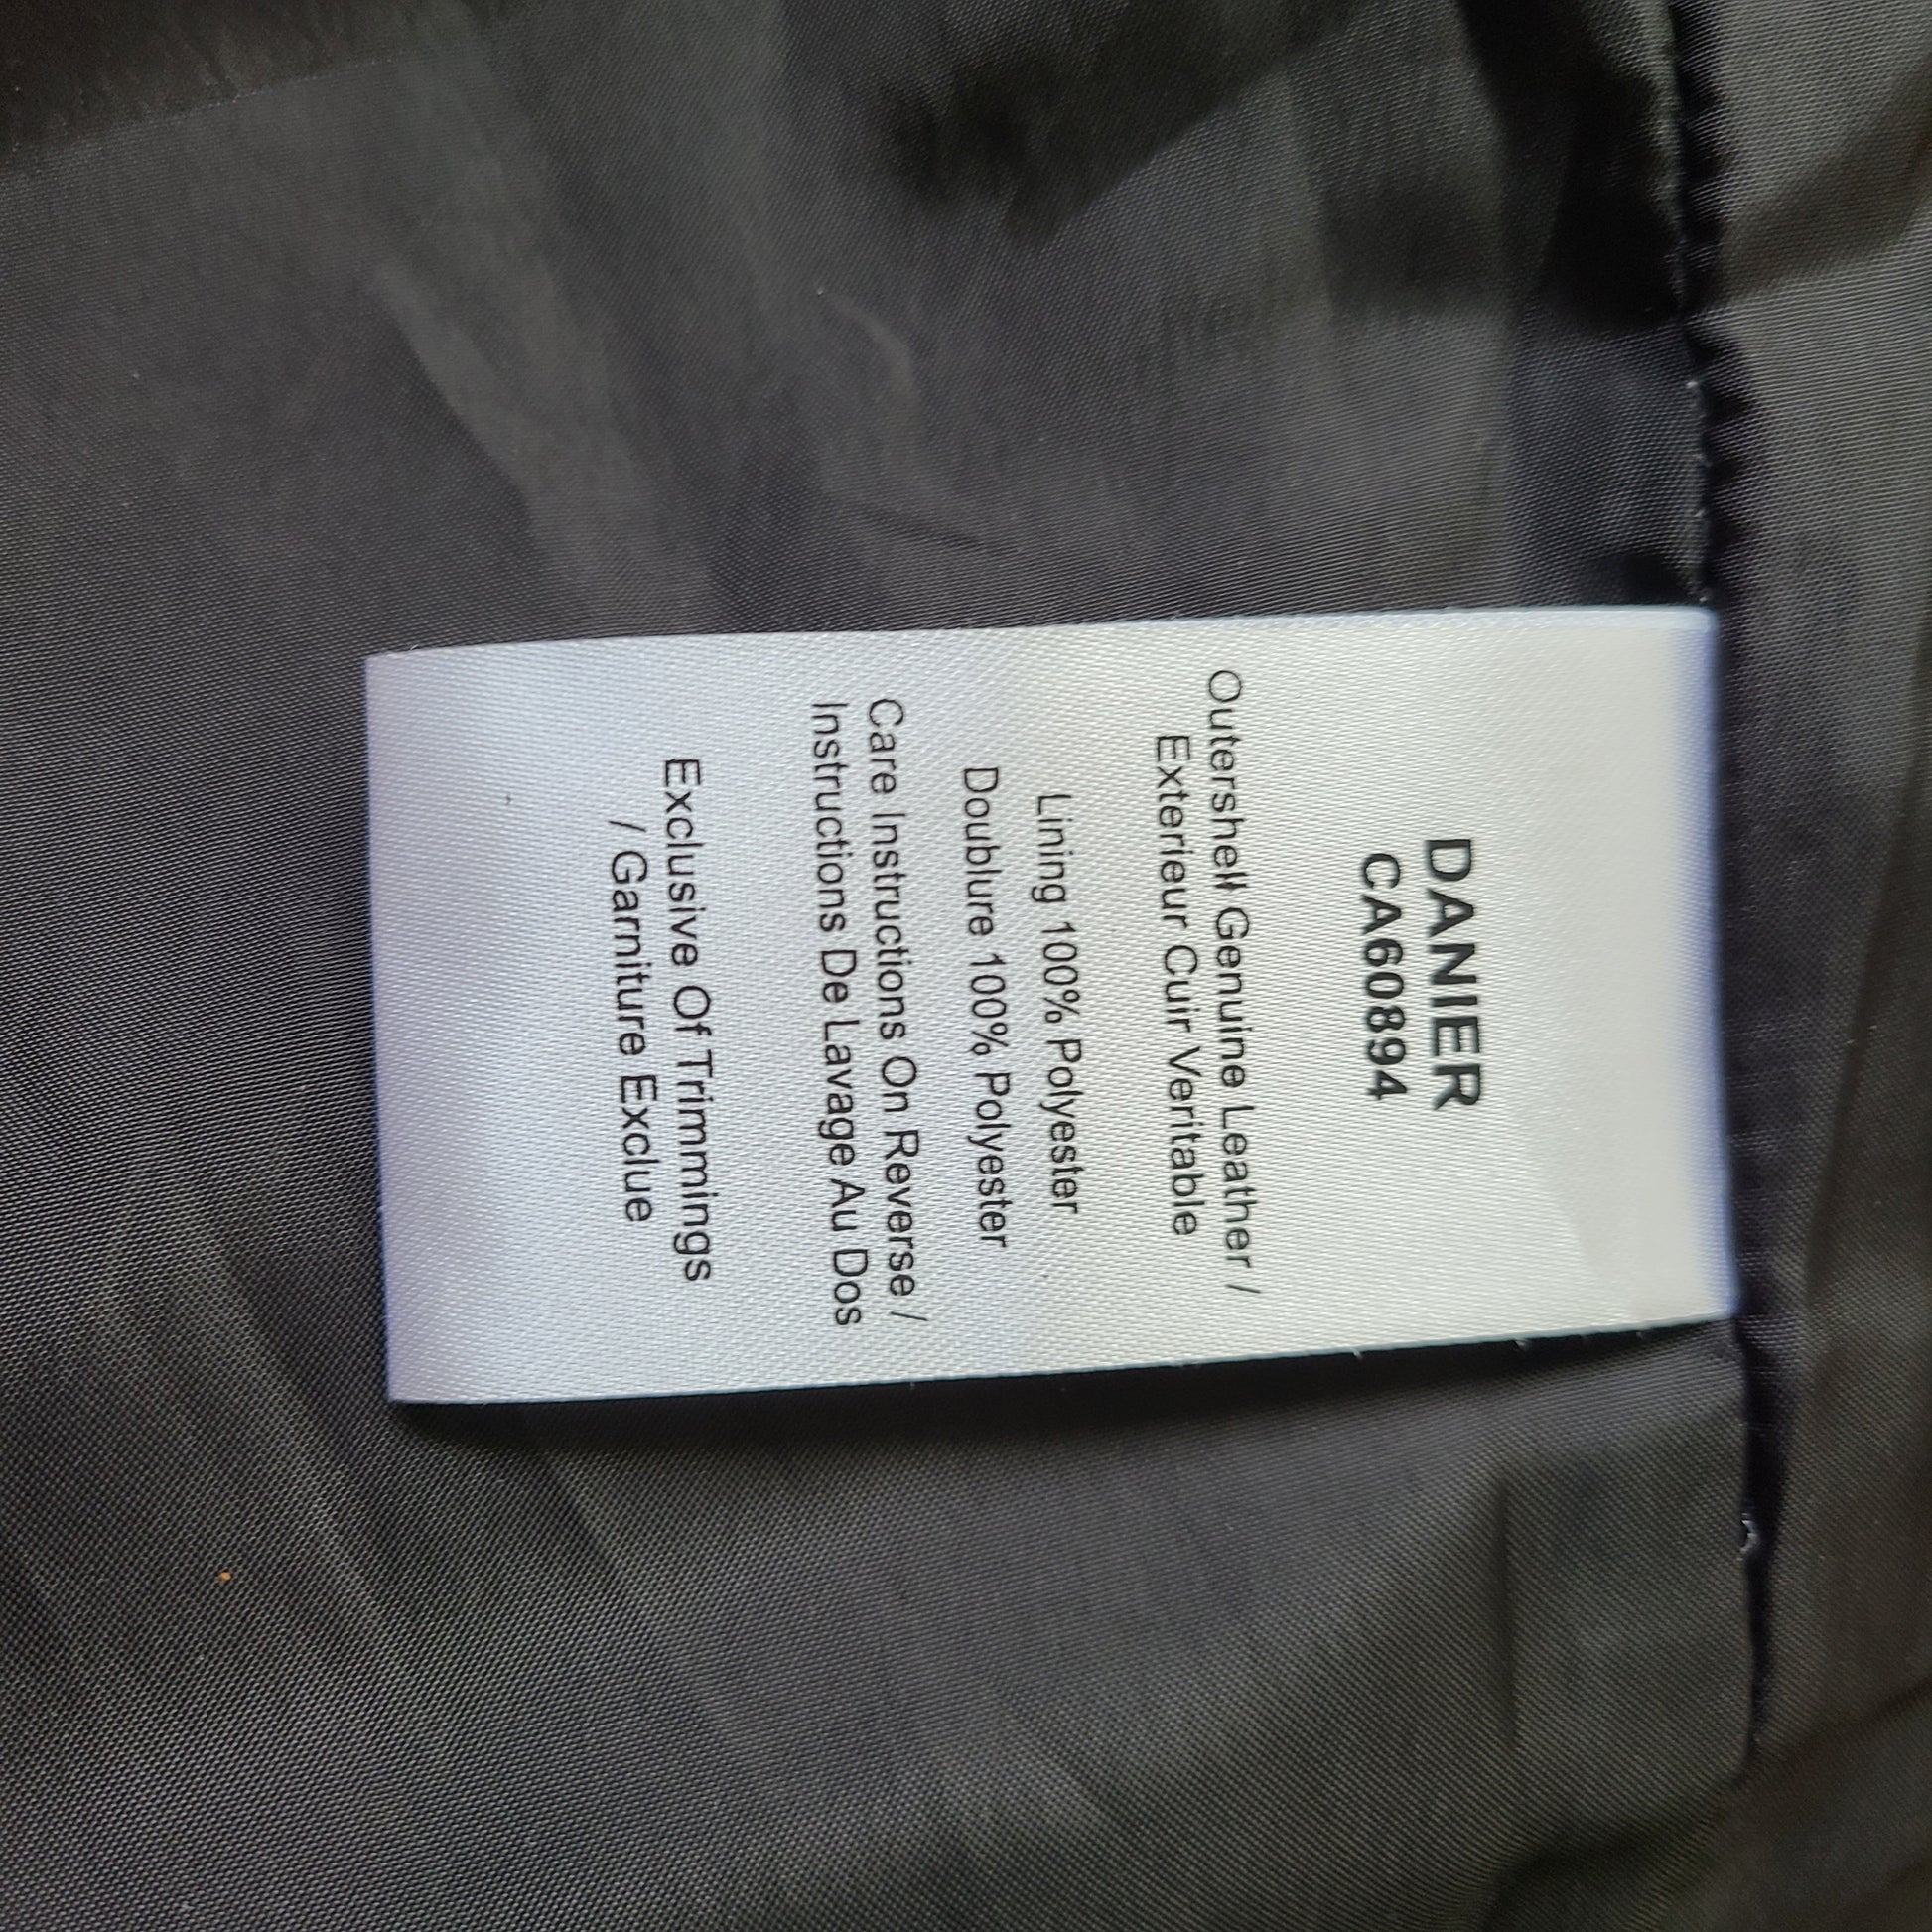 DANIER
CA60894
Outershell Genuine Leather /
Exterieur Cuir Veritable
Lining 100% Polyester
Doublure 100% Polyester
Care Instructions On Reverse /
Instructions De Lavage Au Dos
Exclusive Of Trimmings
/ Garniture Exclue